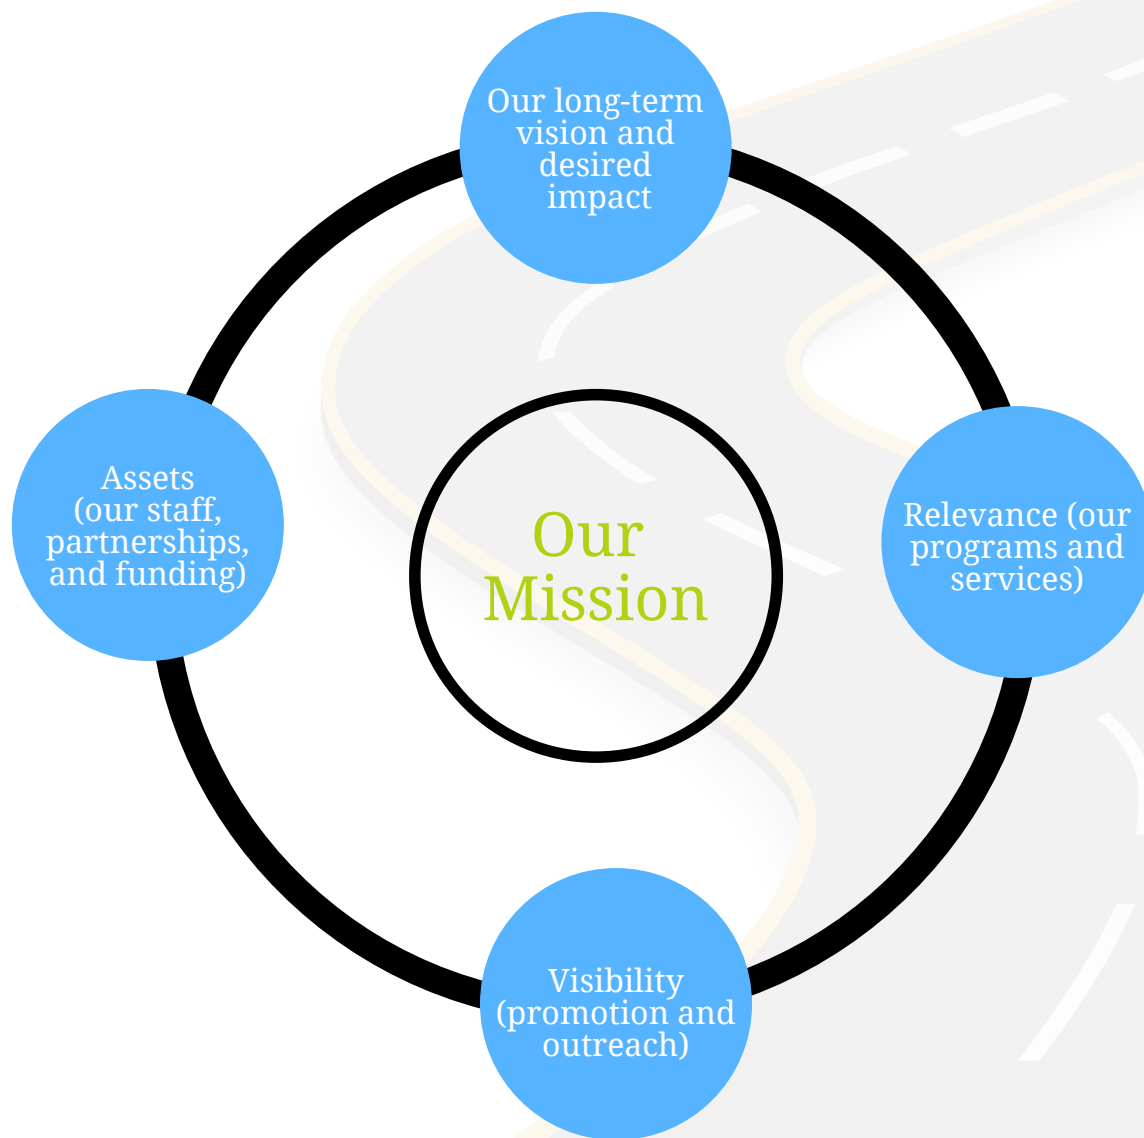 Our long-term
vision and
desired
impact
Assets
(our staff,
partnerships,
and funding)
Our
Mission
Relevance (our
programs and
services)
Visibility
(promotion and
outreach)